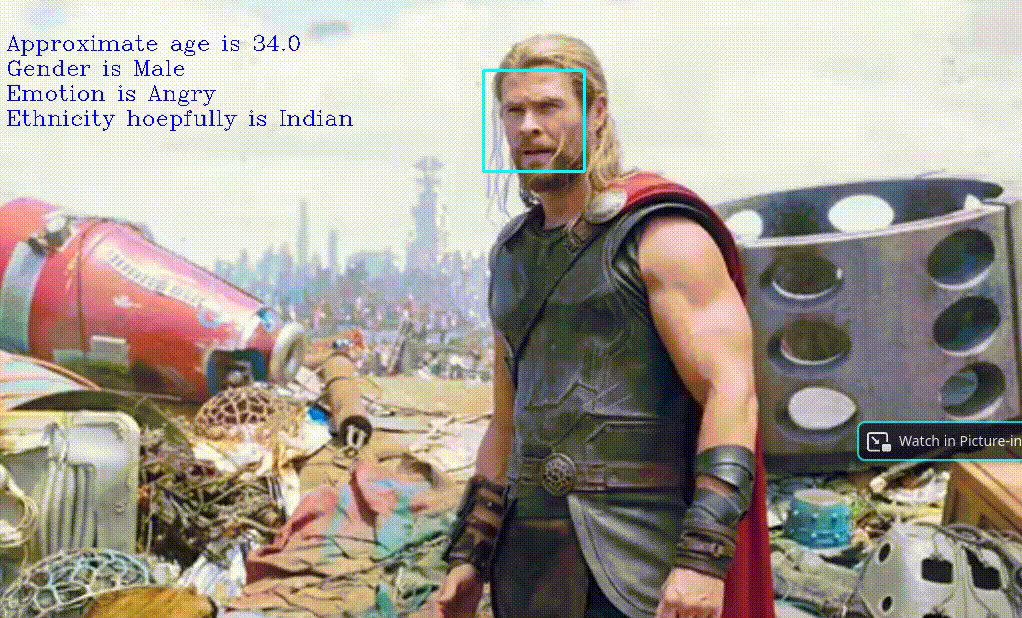 Approximate age is 34.0
Gender is Male
Emotion is Angry
Ethnicity hoepfully is Indian
Watch in Picture-in